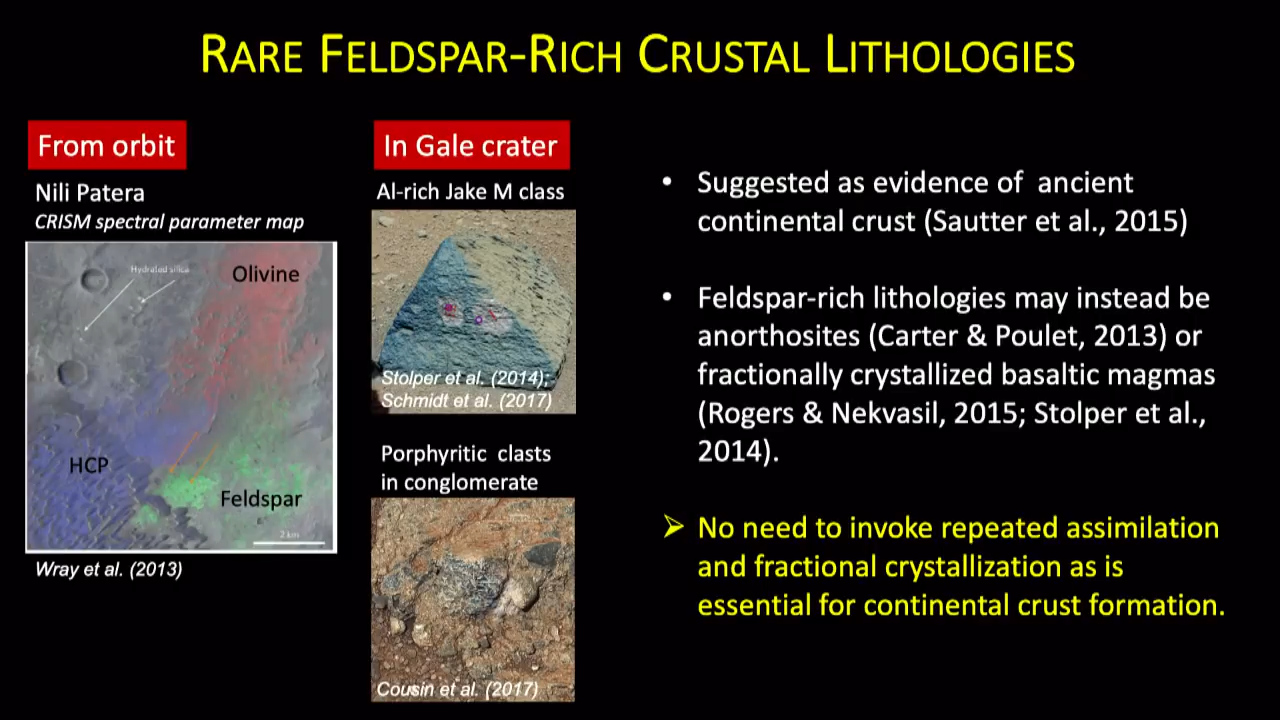 RARE FELDSPAR-RICH CRUSTAL LITHOLOGIES
From orbit
Nili Patera
CRISM spectral parameter map
Hydrated silica
Olivine
HCP
Feldspar
2 km
Wray et al. (2013)
In Gale crater
Al-rich Jake M class
Stolper et al. (2014);
Schmidt et al. (2017)
Porphyritic clasts
in conglomerate
Cousin et al. (2017)
• Suggested as evidence of ancient
continental crust (Sautter et al., 2015)
• Feldspar-rich lithologies may instead be
anorthosites (Carter & Poulet, 2013) or
fractionally crystallized basaltic magmas
(Rogers & Nekvasil, 2015; Stolper et al.,
2014).
➢ No need to invoke repeated assimilation
and fractional crystallization as is
essential for continental crust formation.